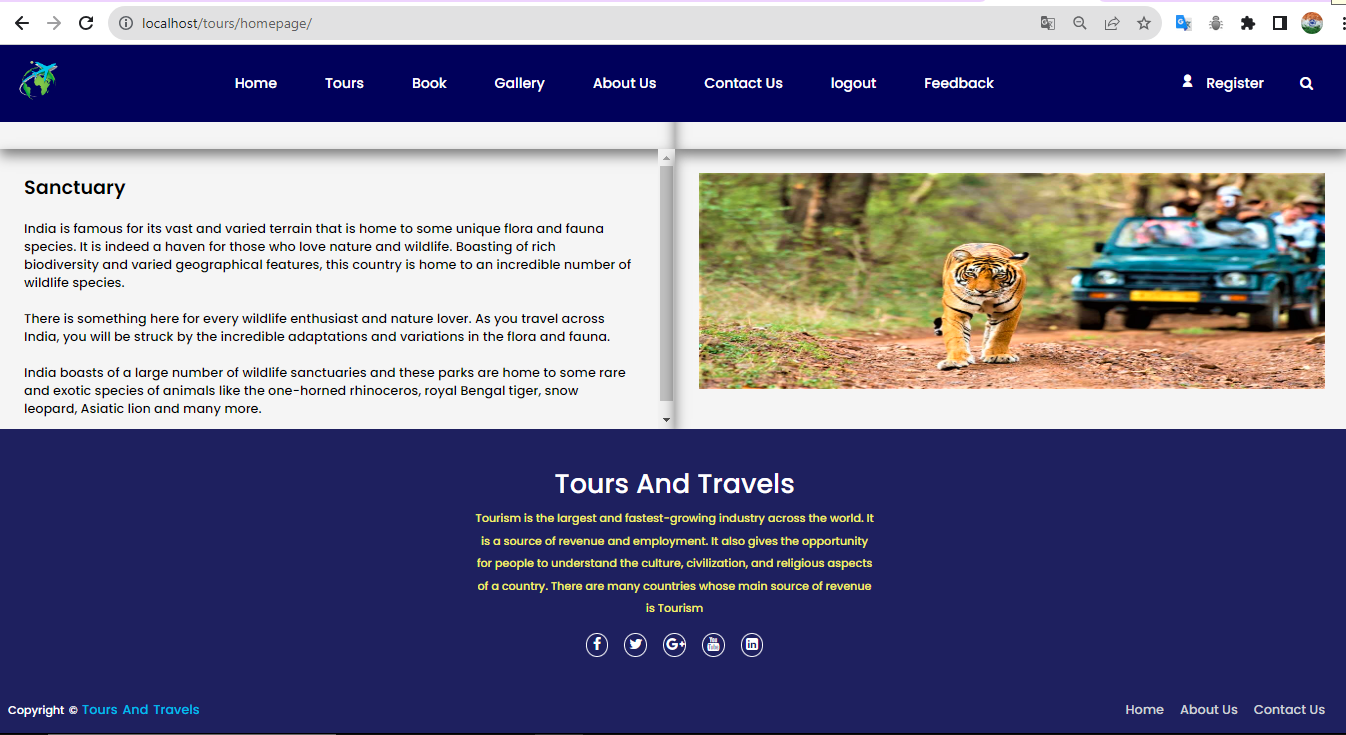 localhost/tours/homepage/
Home Tours Book Gallery About Us Contact Us logout Feedback Register
Sanctuary
India is famous for its vast and varied terrain that is home to some unique flora and fauna
species. It is indeed a haven for those who love nature and wildlife. Boasting of rich
biodiversity and varied geographical features, this country is home to an incredible number of
wildlife species.
There is something here for every wildlife enthusiast and nature lover. As you travel across
India, you will be struck by the incredible adaptations and variations in the flora and fauna.
India boasts of a large number of wildlife sanctuaries and these parks are home to some rare
and exotic species of animals like the one-horned rhinoceros, royal Bengal tiger, snow
leopard, Asiatic lion and many more.
Tours And Travels
Tourism is the largest and fastest-growing industry across the world. It
is a source of revenue and employment. It also gives the opportunity
for people to understand the culture, civilization, and religious aspects
of a country. There are many countries whose main source of revenue
is Tourism
Copyright © Tours And Travels
Home About Us Contact Us